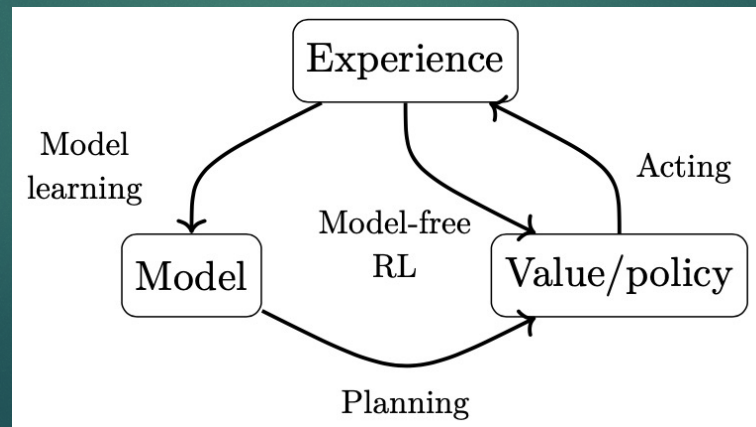 Experience
Model
learning
Acting
Model-free
RL
Model
Value/policy
Planning